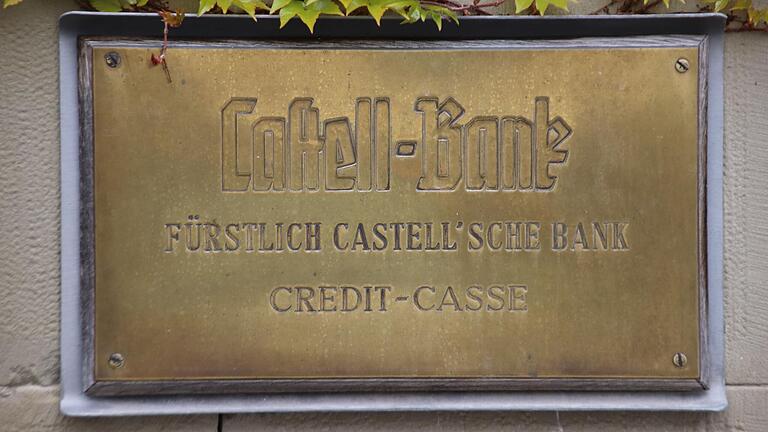 Castell-Bank
FÜRSTLICH CASTELL'SCHE BANK
CREDIT-CASSE